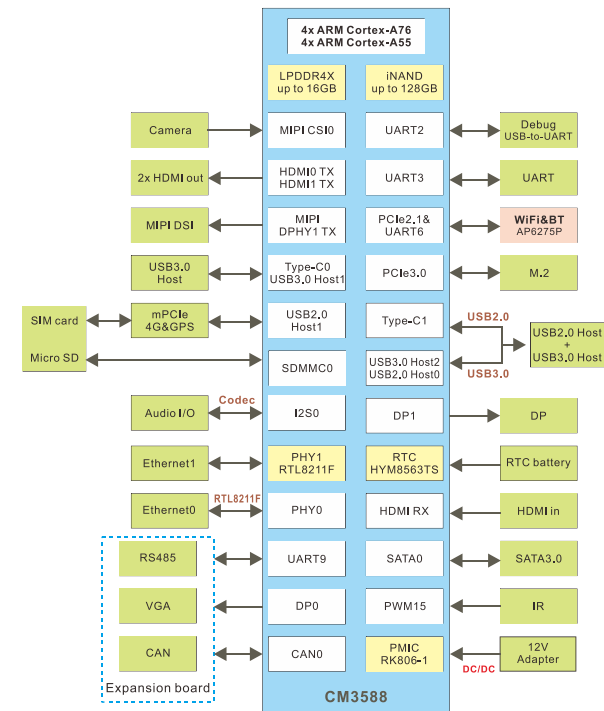 4x ARM Cortex-A76
4x ARM Cortex-A55
LPDDR4X
up to 16GB
iNAND
up to 128GB
Camera
MIPI CSI0
UART2
Debug
USB-to-UART
2x HDMI out
HDMI0 TX
HDMI1 TX
UART3
UART
MIPI DSI
MIPI
DPHY1 TX
PCIe2.1&
UART6
WiFi&BT
AP6275P
USB3.0
Host
Type-C0
USB3.0 Host1
PCIe3.0
M.2
SIM card
mPCIe
4G&GPS
USB2.0
Host1
Type-C1
USB2.0
USB2.0 Host
+
USB3.0 Host
Micro SD
SDMMC0
USB3.0 Host2
USB2.0 Host0
USB3.0
Audio I/O
Codec
I2S0
DP1
DP
Ethernet1
PHY1
RTL8211F
RTC
HYM8563TS
RTC battery
Ethernet0
RTL8211F
PHY0
HDMI RX
HDMI in
RS485
UART9
SATA0
SATA3.0
VGA
DP0
PWM15
IR
CAN
CAN0
PMIC
RK806-1
DC/DC
12V
Adapter
Expansion board
CM3588